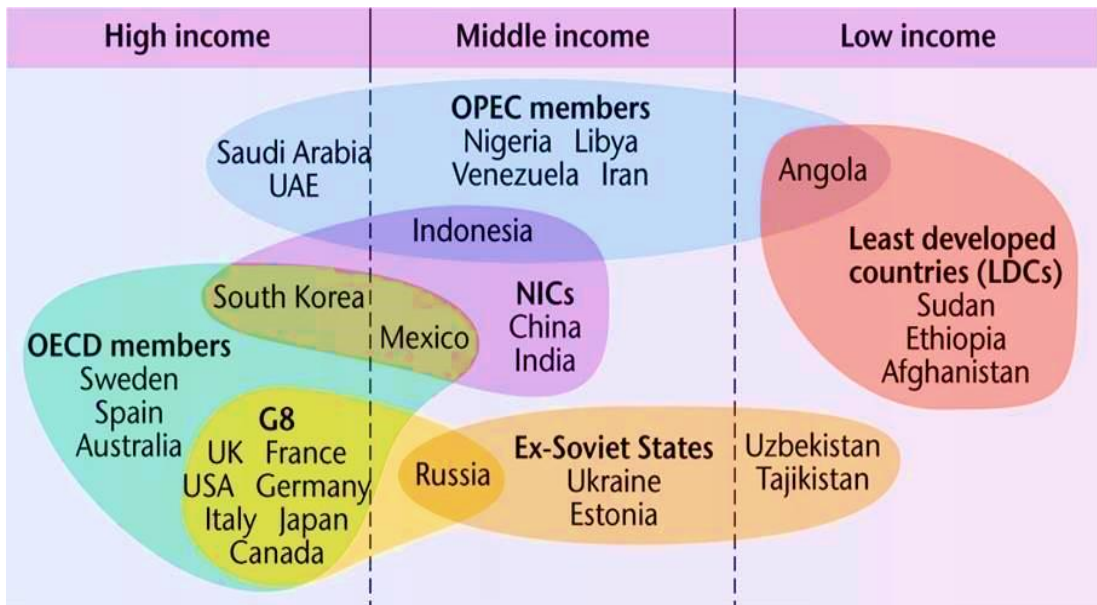 High income
Middle income
Low income
OPEC members
Nigeria Libya
Venezuela Iran
Saudi Arabia
UAE
Angola
Indonesia
Least developed
countries (LDCs)
Sudan
Ethiopia
Afghanistan
South Korea
Mexico
NICs
China
India
OECD members
Sweden
Spain
Australia
G8
UK France
USA Germany
Italy Japan
Canada
Russia
Ex-Soviet States
Ukraine
Estonia
Uzbekistan
Tajikistan